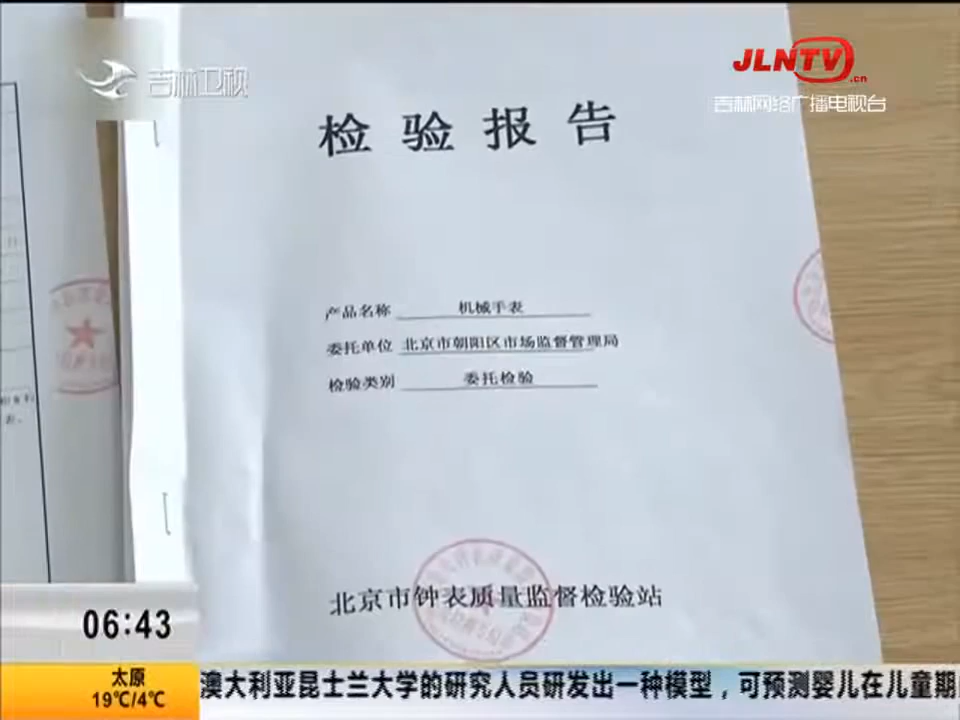 吉林卫视
JLNTV.cn
吉林网络广播电视台
检验报告
产品名称 机械手表
委托单位 北京市朝阳区市场监督管理局
检验类别 委托检验
北京市钟表质量监督检验站
06:43
太原
19℃/4℃
澳大利亚昆士兰大学的研究人员研发出一种模型，可预测婴儿在儿童期